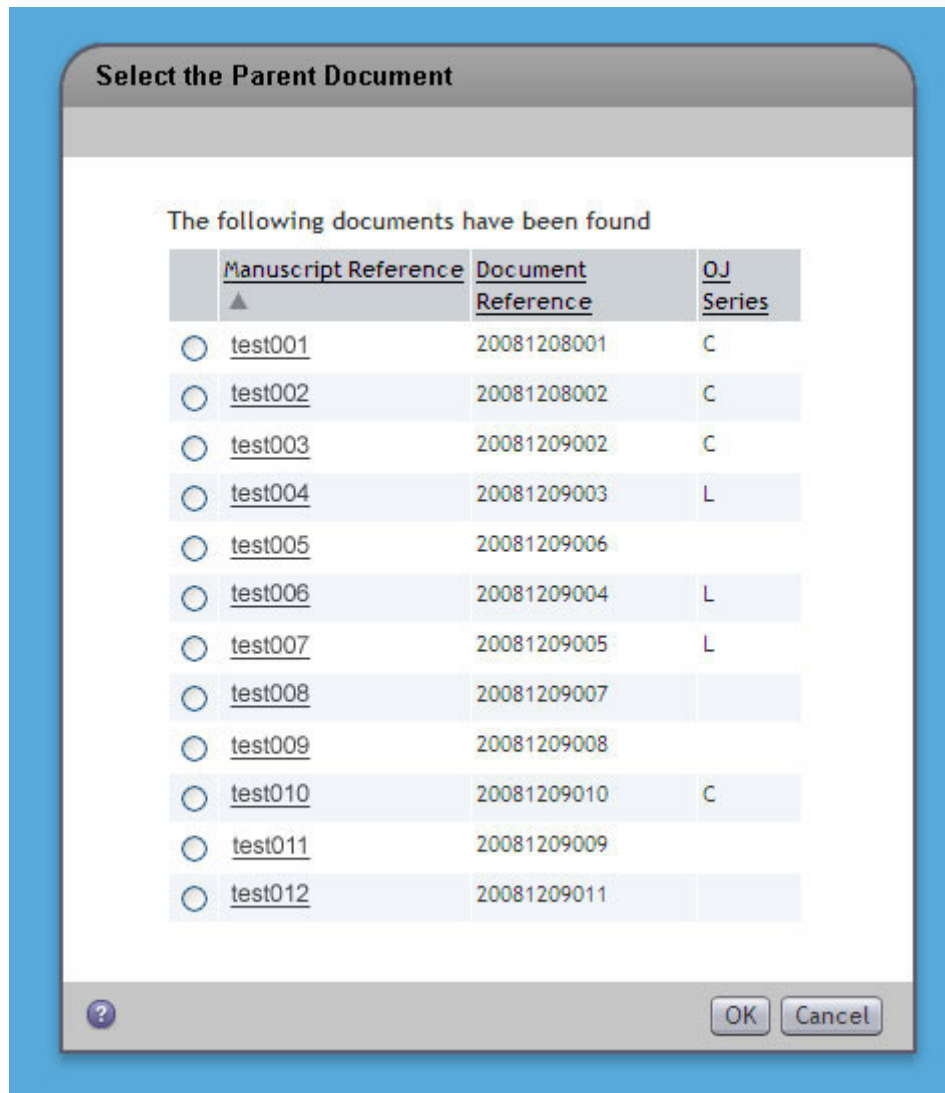 Select the Parent Document
The following documents have been found
Manuscript Reference Document OJ
▲ Reference Series
test001 20081208001 C
test002 20081208002 C
test003 20081209002 C
test004 20081209003 L
test005 20081209006
test006 20081209004 L
test007 20081209005 L
test008 20081209007
test009 20081209008
test010 20081209010 C
test011 20081209009
test012 20081209011
? OK Cancel